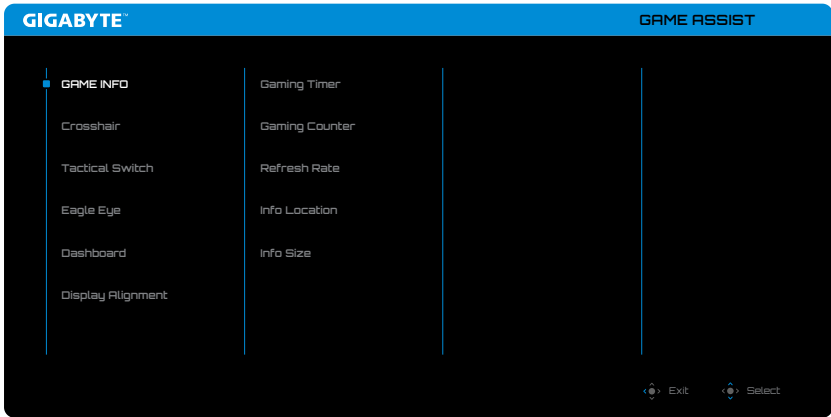 GIGABYTE™
GAME ASSIST
GAME INFO
Crosshair
Tactical Switch
Eagle Eye
Dashboard
Display Alignment
Gaming Timer
Gaming Counter
Refresh Rate
Info Location
Info Size
Exit
Select